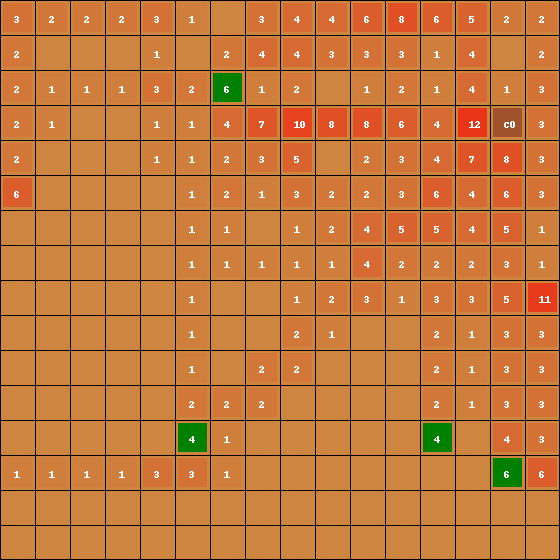 3 2 2 2 3 1 3 4 4 6 8 6 5 2 2
2 1 2 4 4 3 3 3 1 4 2
2 1 1 1 3 2 6 1 2 1 2 1 4 1 3
2 1 1 1 4 7 10 8 8 6 4 12 c0 3
2 1 1 2 3 5 2 3 4 7 8 3
6 1 2 1 3 2 2 3 6 4 6 3
1 1 1 2 4 5 5 4 5 1
1 1 1 1 1 4 2 2 2 3 1
1 1 2 3 1 3 3 5 11
1 2 1 2 1 3 3
1 2 2 2 1 3 3
2 2 2 2 1 3 3
4 1 4 4 3
1 1 1 1 3 3 1 6 6